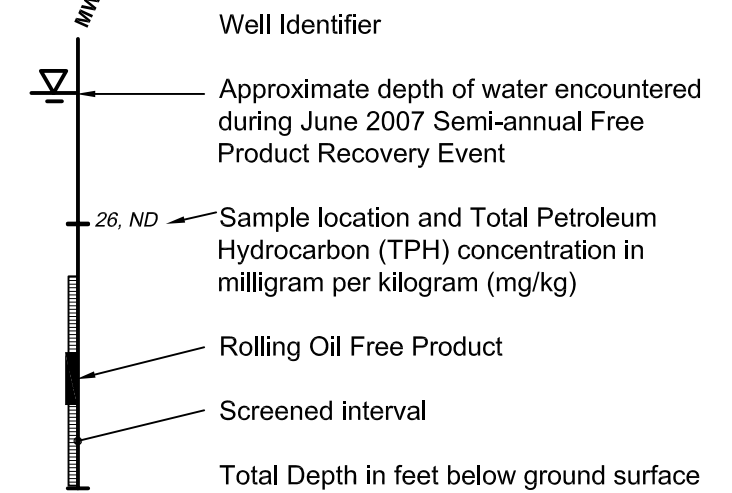 MW
Well Identifier
Approximate depth of water encountered
during June 2007 Semi-annual Free
Product Recovery Event
26, ND
Sample location and Total Petroleum
Hydrocarbon (TPH) concentration in
milligram per kilogram (mg/kg)
Rolling Oil Free Product
Screened interval
Total Depth in feet below ground surface